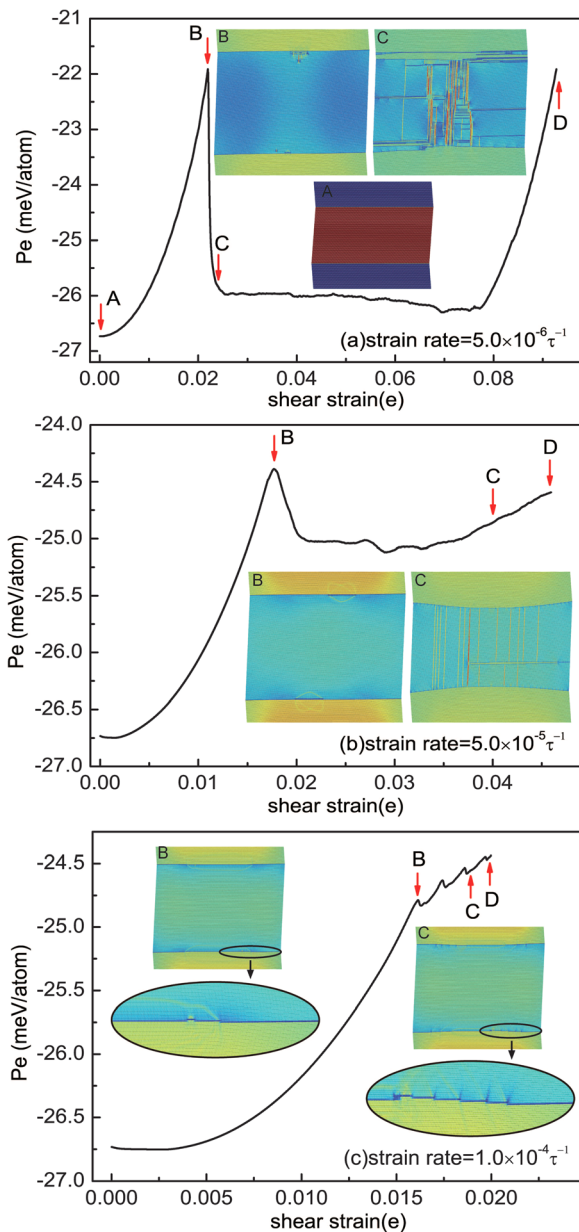 -21
-22
-23
-24
-25
-26
-27
Pe (meV/atom)
B
B
C
A
A
C
D
(a)strain rate=5.0×10⁻⁶τ⁻¹
0.00 0.02 0.04 0.06 0.08
shear strain(e)
-24.0
-24.5
-25.0
-25.5
-26.0
-26.5
-27.0
Pe (meV/atom)
B
C
D
B
C
(b)strain rate=5.0×10⁻⁵τ⁻¹
0.00 0.01 0.02 0.03 0.04
shear strain(e)
-24.5
-25.0
-25.5
-26.0
-26.5
-27.0
Pe (meV/atom)
B
B
C
D
C
(c)strain rate=1.0×10⁻⁴τ⁻¹
0.000 0.005 0.010 0.015 0.020
shear strain(e)